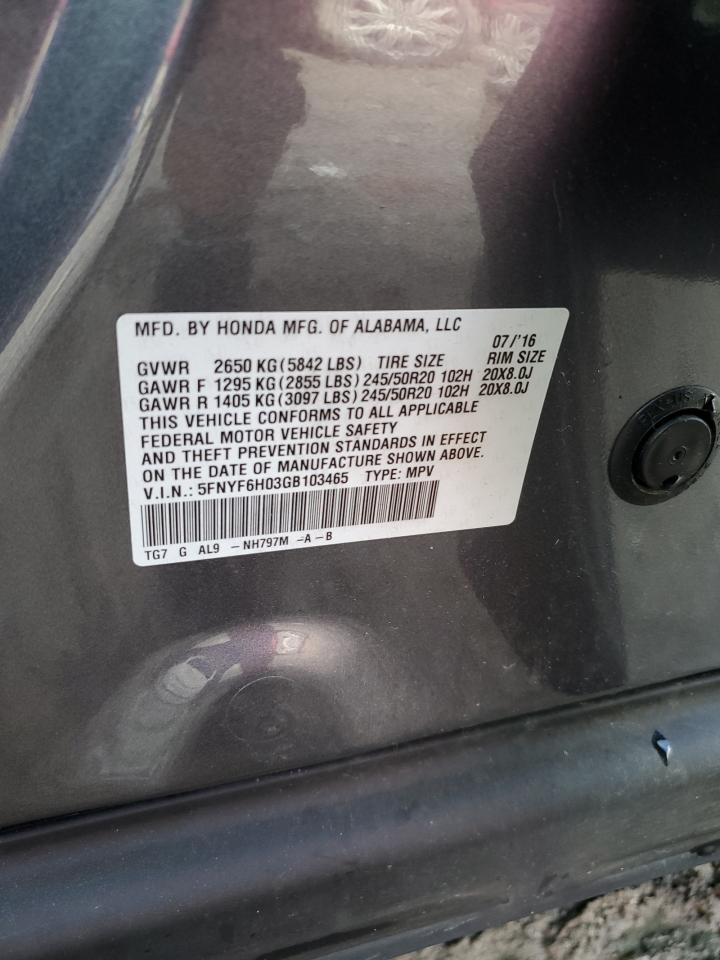 MFD. BY HONDA MFG. OF ALABAMA, LLC
07/'16
GVWR 2650 KG(5842 LBS) TIRE SIZE RIM SIZE
GAWR F 1295 KG(2855 LBS) 245/50R20 102H 20X8.0J
GAWR R 1405 KG(3097 LBS) 245/50R20 102H 20X8.0J
THIS VEHICLE CONFORMS TO ALL APPLICABLE
FEDERAL MOTOR VEHICLE SAFETY
AND THEFT PREVENTION STANDARDS IN EFFECT
ON THE DATE OF MANUFACTURE SHOWN ABOVE.
V.I.N.: 5FNYF6H03GB103465 TYPE: MPV
TG7 G AL9 -NH797M -A-B